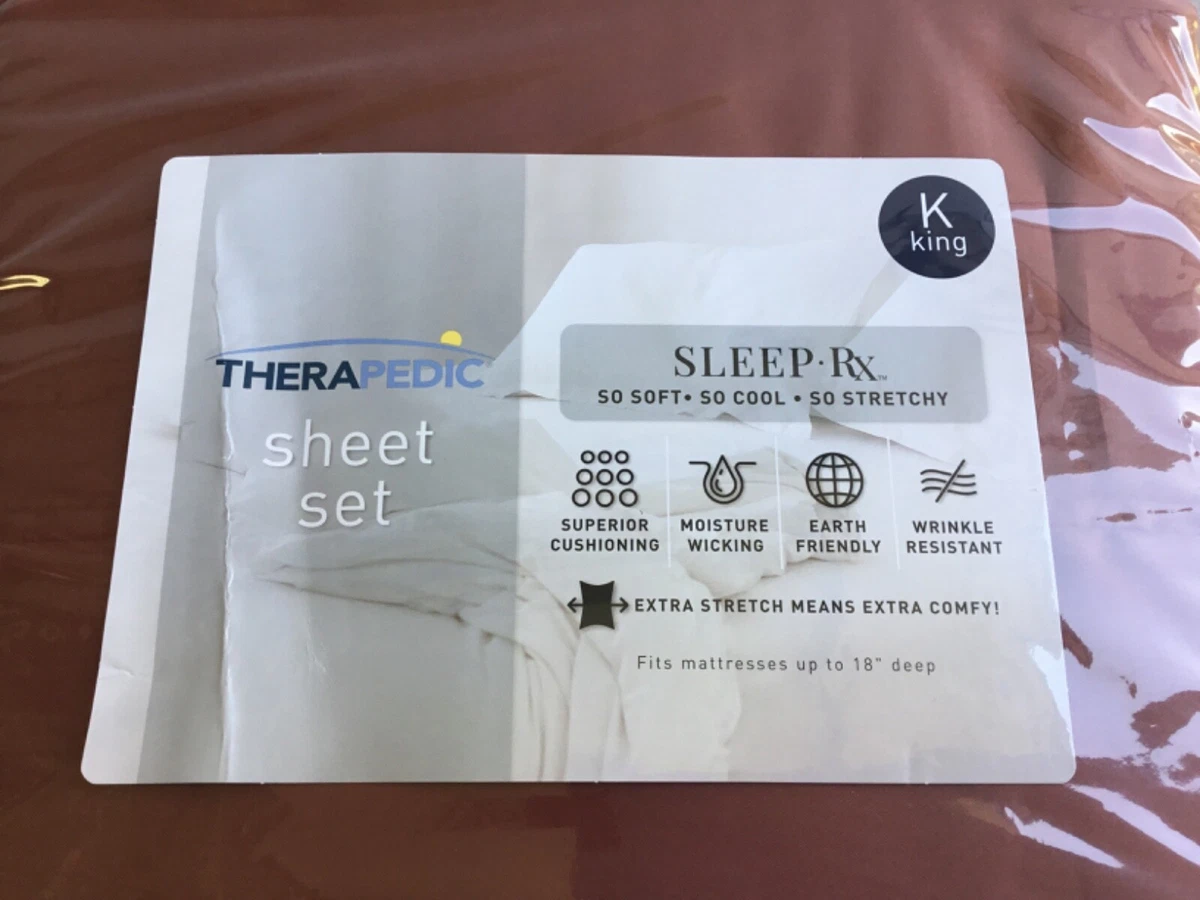 K
king
THERAPEDIC®
sheet
set
SLEEP·Rx™
SO SOFT• SO COOL • SO STRETCHY
SUPERIOR
CUSHIONING
MOISTURE
WICKING
EARTH
FRIENDLY
WRINKLE
RESISTANT
EXTRA STRETCH MEANS EXTRA COMFY!
Fits mattresses up to 18" deep